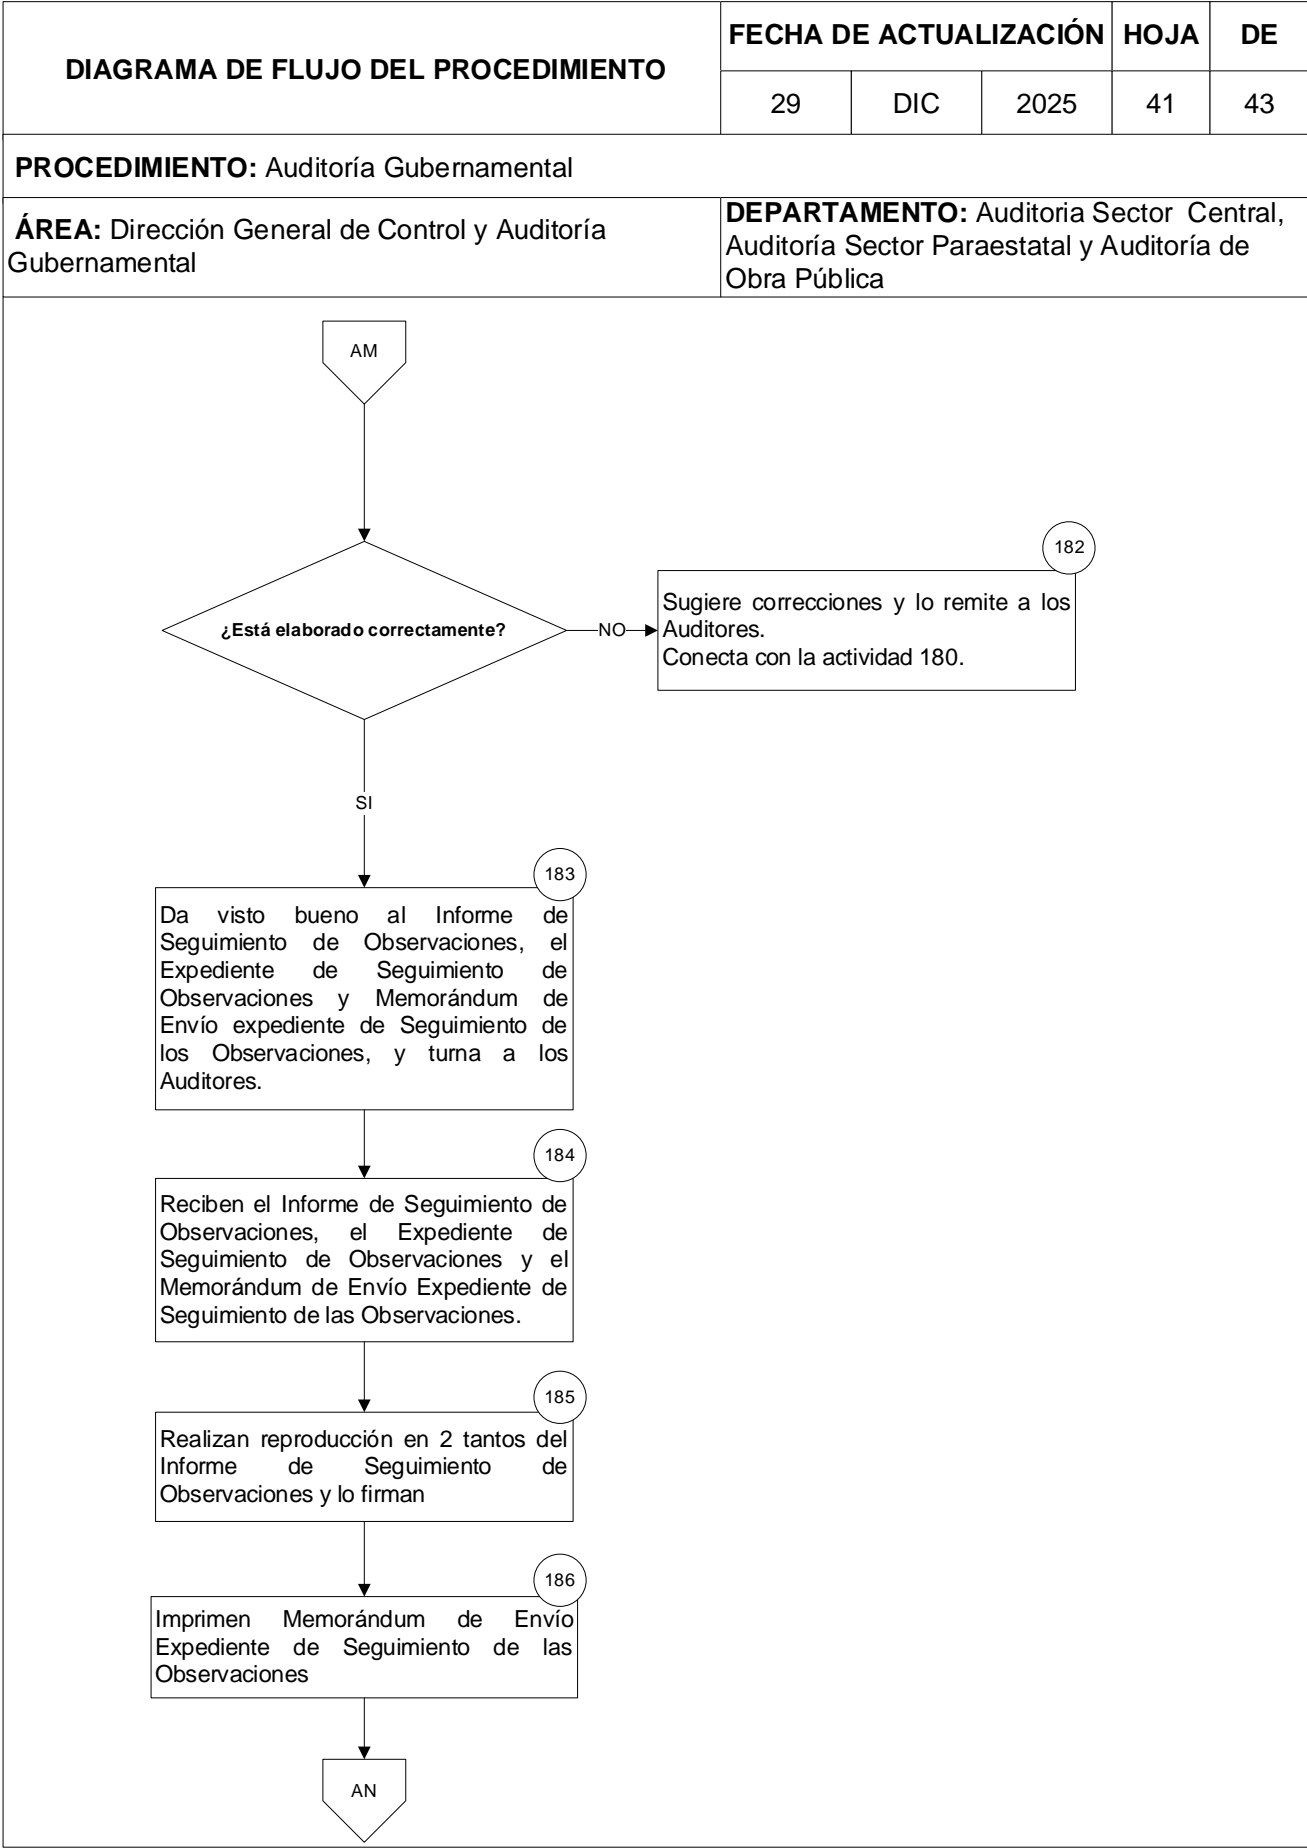 DIAGRAMA DE FLUJO DEL PROCEDIMIENTO
FECHA DE ACTUALIZACIÓN
HOJA
DE
29
DIC
2025
41
43
PROCEDIMIENTO: Auditoría Gubernamental
ÁREA: Dirección General de Control y Auditoría
Gubernamental
DEPARTAMENTO: Auditoria Sector Central,
Auditoría Sector Paraestatal y Auditoría de
Obra Pública
AM
¿Está elaborado correctamente?
NO
182
Sugiere correcciones y lo remite a los
Auditores.
Conecta con la actividad 180.
SI
183
Da visto bueno al Informe de
Seguimiento de Observaciones, el
Expediente de Seguimiento de
Observaciones y Memorándum de
Envío expediente de Seguimiento de
los Observaciones, y turna a los
Auditores.
184
Reciben el Informe de Seguimiento de
Observaciones, el Expediente de
Seguimiento de Observaciones y el
Memorándum de Envío Expediente de
Seguimiento de las Observaciones.
185
Realizan reproducción en 2 tantos del
Informe de Seguimiento de
Observaciones y lo firman
186
Imprimen Memorándum de Envío
Expediente de Seguimiento de las
Observaciones
AN